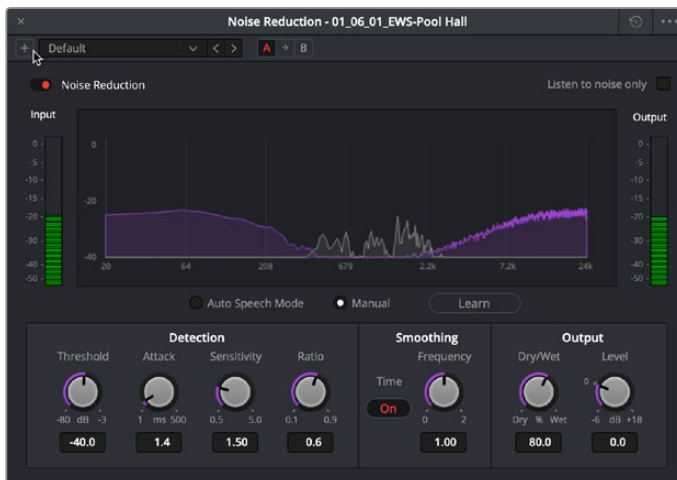 Noise Reduction - 01_06_01_EWS-Pool Hall
+ Default A B
Noise Reduction Listen to noise only
Input Output
0 0 0
-5 -5
-10 -10
-15 -15
-20 -20 -20
-30 -30
-40 -40 -40
-50 -50
20 64 208 679 2.2k 7.2k 24k
Auto Speech Mode Manual Learn
Detection Smoothing Output
Threshold Attack Sensitivity Ratio Frequency Dry/Wet Level
Time 0
On
-80 dB -3 1 ms 500 0.5 5.0 0.1 0.9 0 2 Dry % Wet -6 dB +18
-40.0 1.4 1.50 0.6 1.00 80.0 0.0